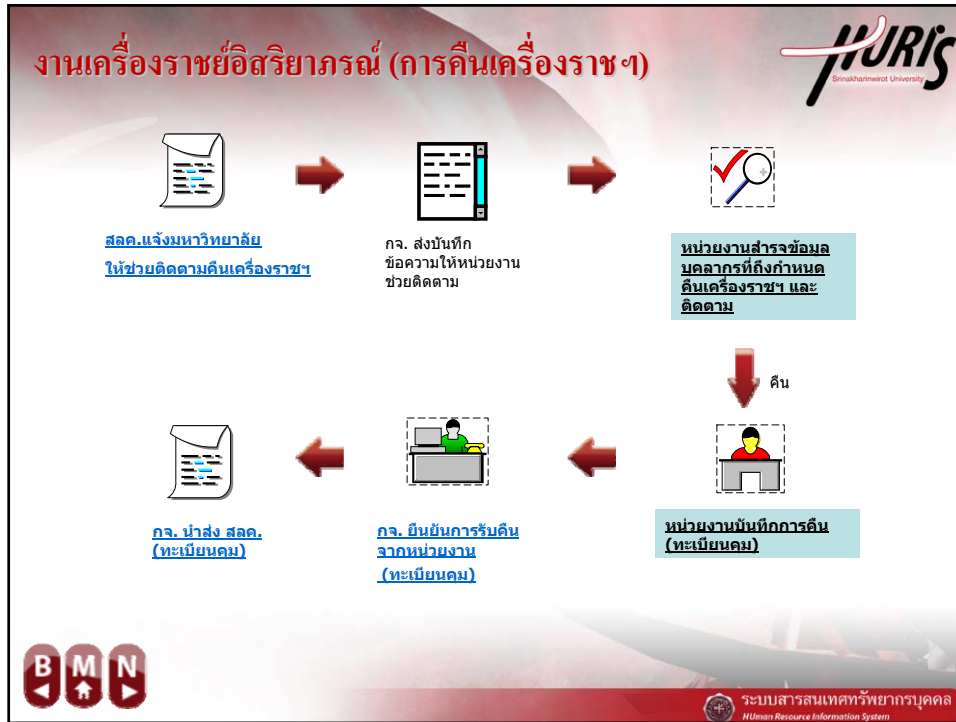 งานเครื่องราชย์อิสริยาภรณ์ (การคืนเครื่องราชฯ)
HURIS
Srinakharinwirot University
สลค.แจ้งมหาวิทยาลัย
ให้ช่วยติดตามคืนเครื่องราชฯ
กจ. ส่งบันทึก
ข้อความให้หน่วยงาน
ช่วยติดตาม
หน่วยงานสำรจข้อมูล
บุคลากรที่ถึงกำหนด
คืนเครื่องราชฯ และ
ติดตาม
คืน
หน่วยงานบันทึกการคืน
(ทะเบียนคุม)
กจ. ยืนยันการรับคืน
จากหน่วยงาน
(ทะเบียนคุม)
กจ. นำส่ง สลค.
(ทะเบียนคุม)
B M N
ระบบสารสนเทศทรัพยากรบุคคล
HUman Resource Information System